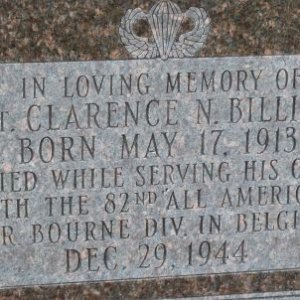 IN LOVING MEMORY OF
T. CLARENCE N. BILLI
BORN MAY 17, 1913
IED WHILE SERVING HIS
TH THE 82ND ALL AMERIC
R BOURNE DIV. IN BELGI
DEC. 29, 1944